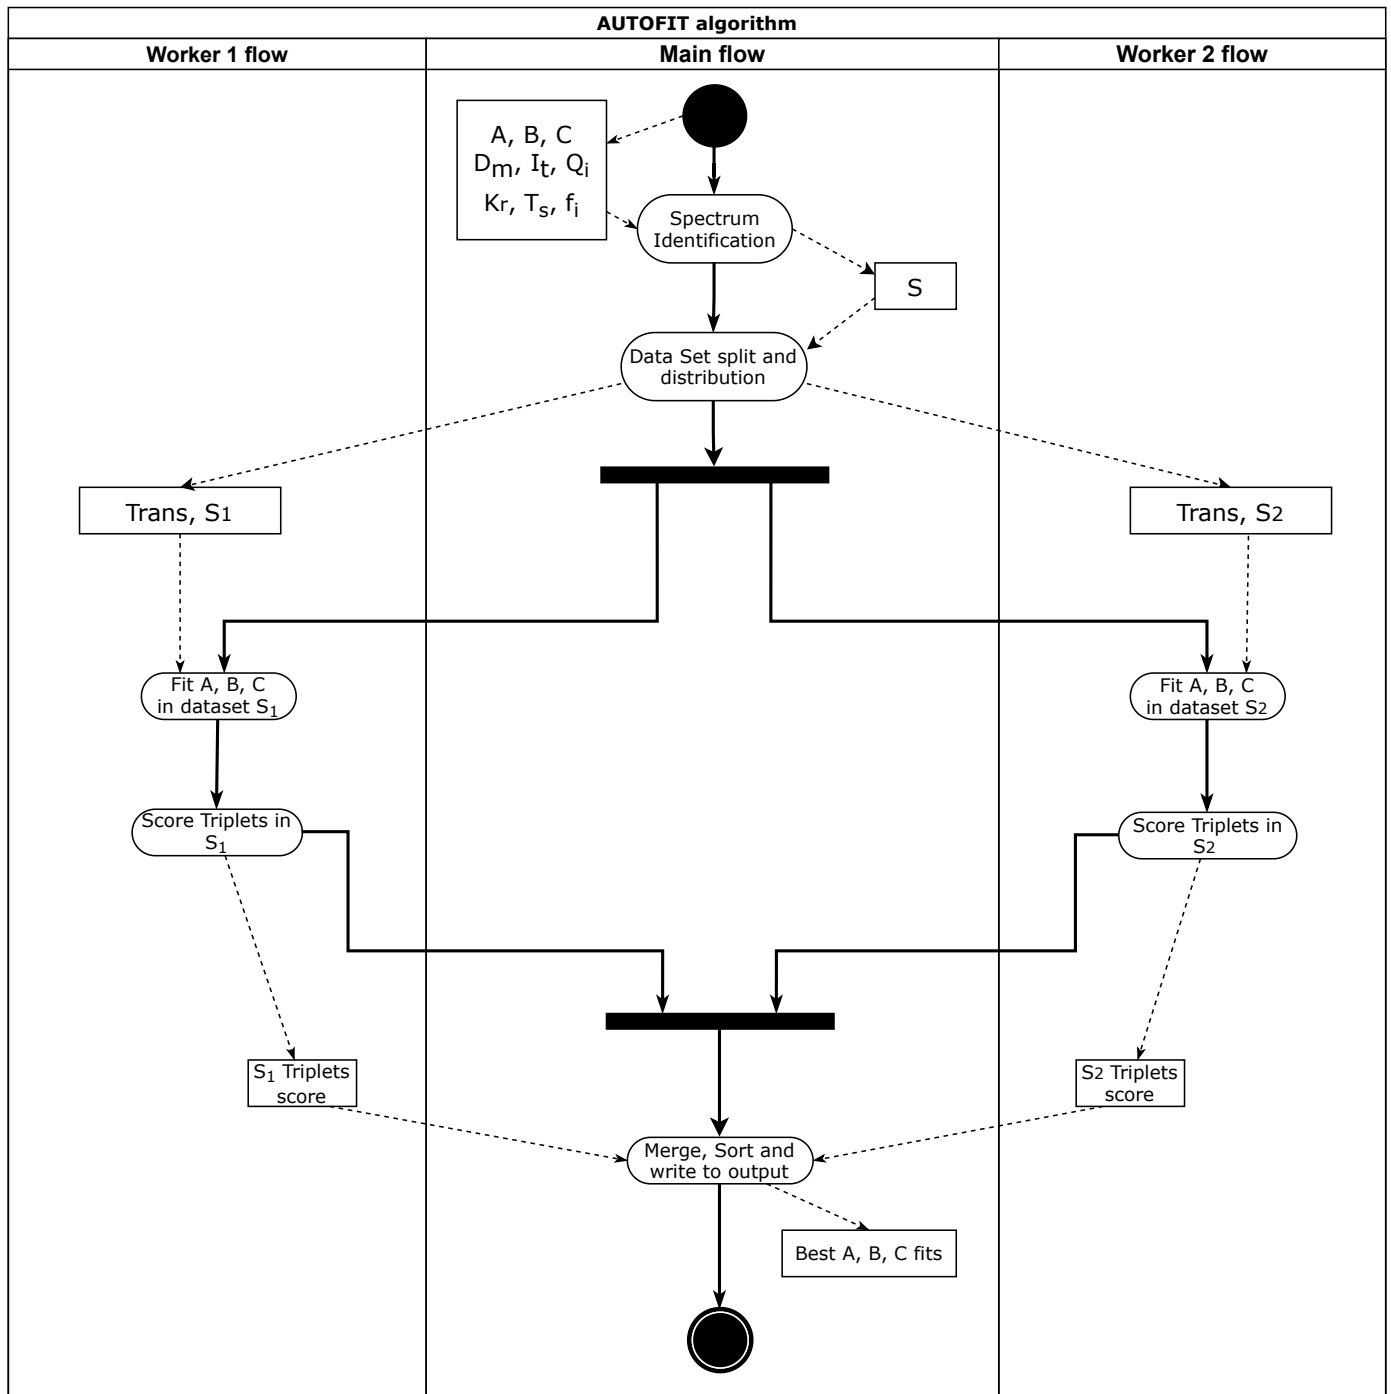 AUTOFIT algorithm
Worker 1 flow
Main flow
Worker 2 flow
A, B, C
Dm, It, Qi
Kr, Ts, fi
Spectrum
Identification
S
Data Set split and
distribution
Trans, S1
Trans, S2
Fit A, B, C
in dataset S1
Fit A, B, C
in dataset S2
Score Triplets in
S1
Score Triplets in
S2
S1 Triplets
score
S2 Triplets
score
Merge, Sort and
write to output
Best A, B, C fits